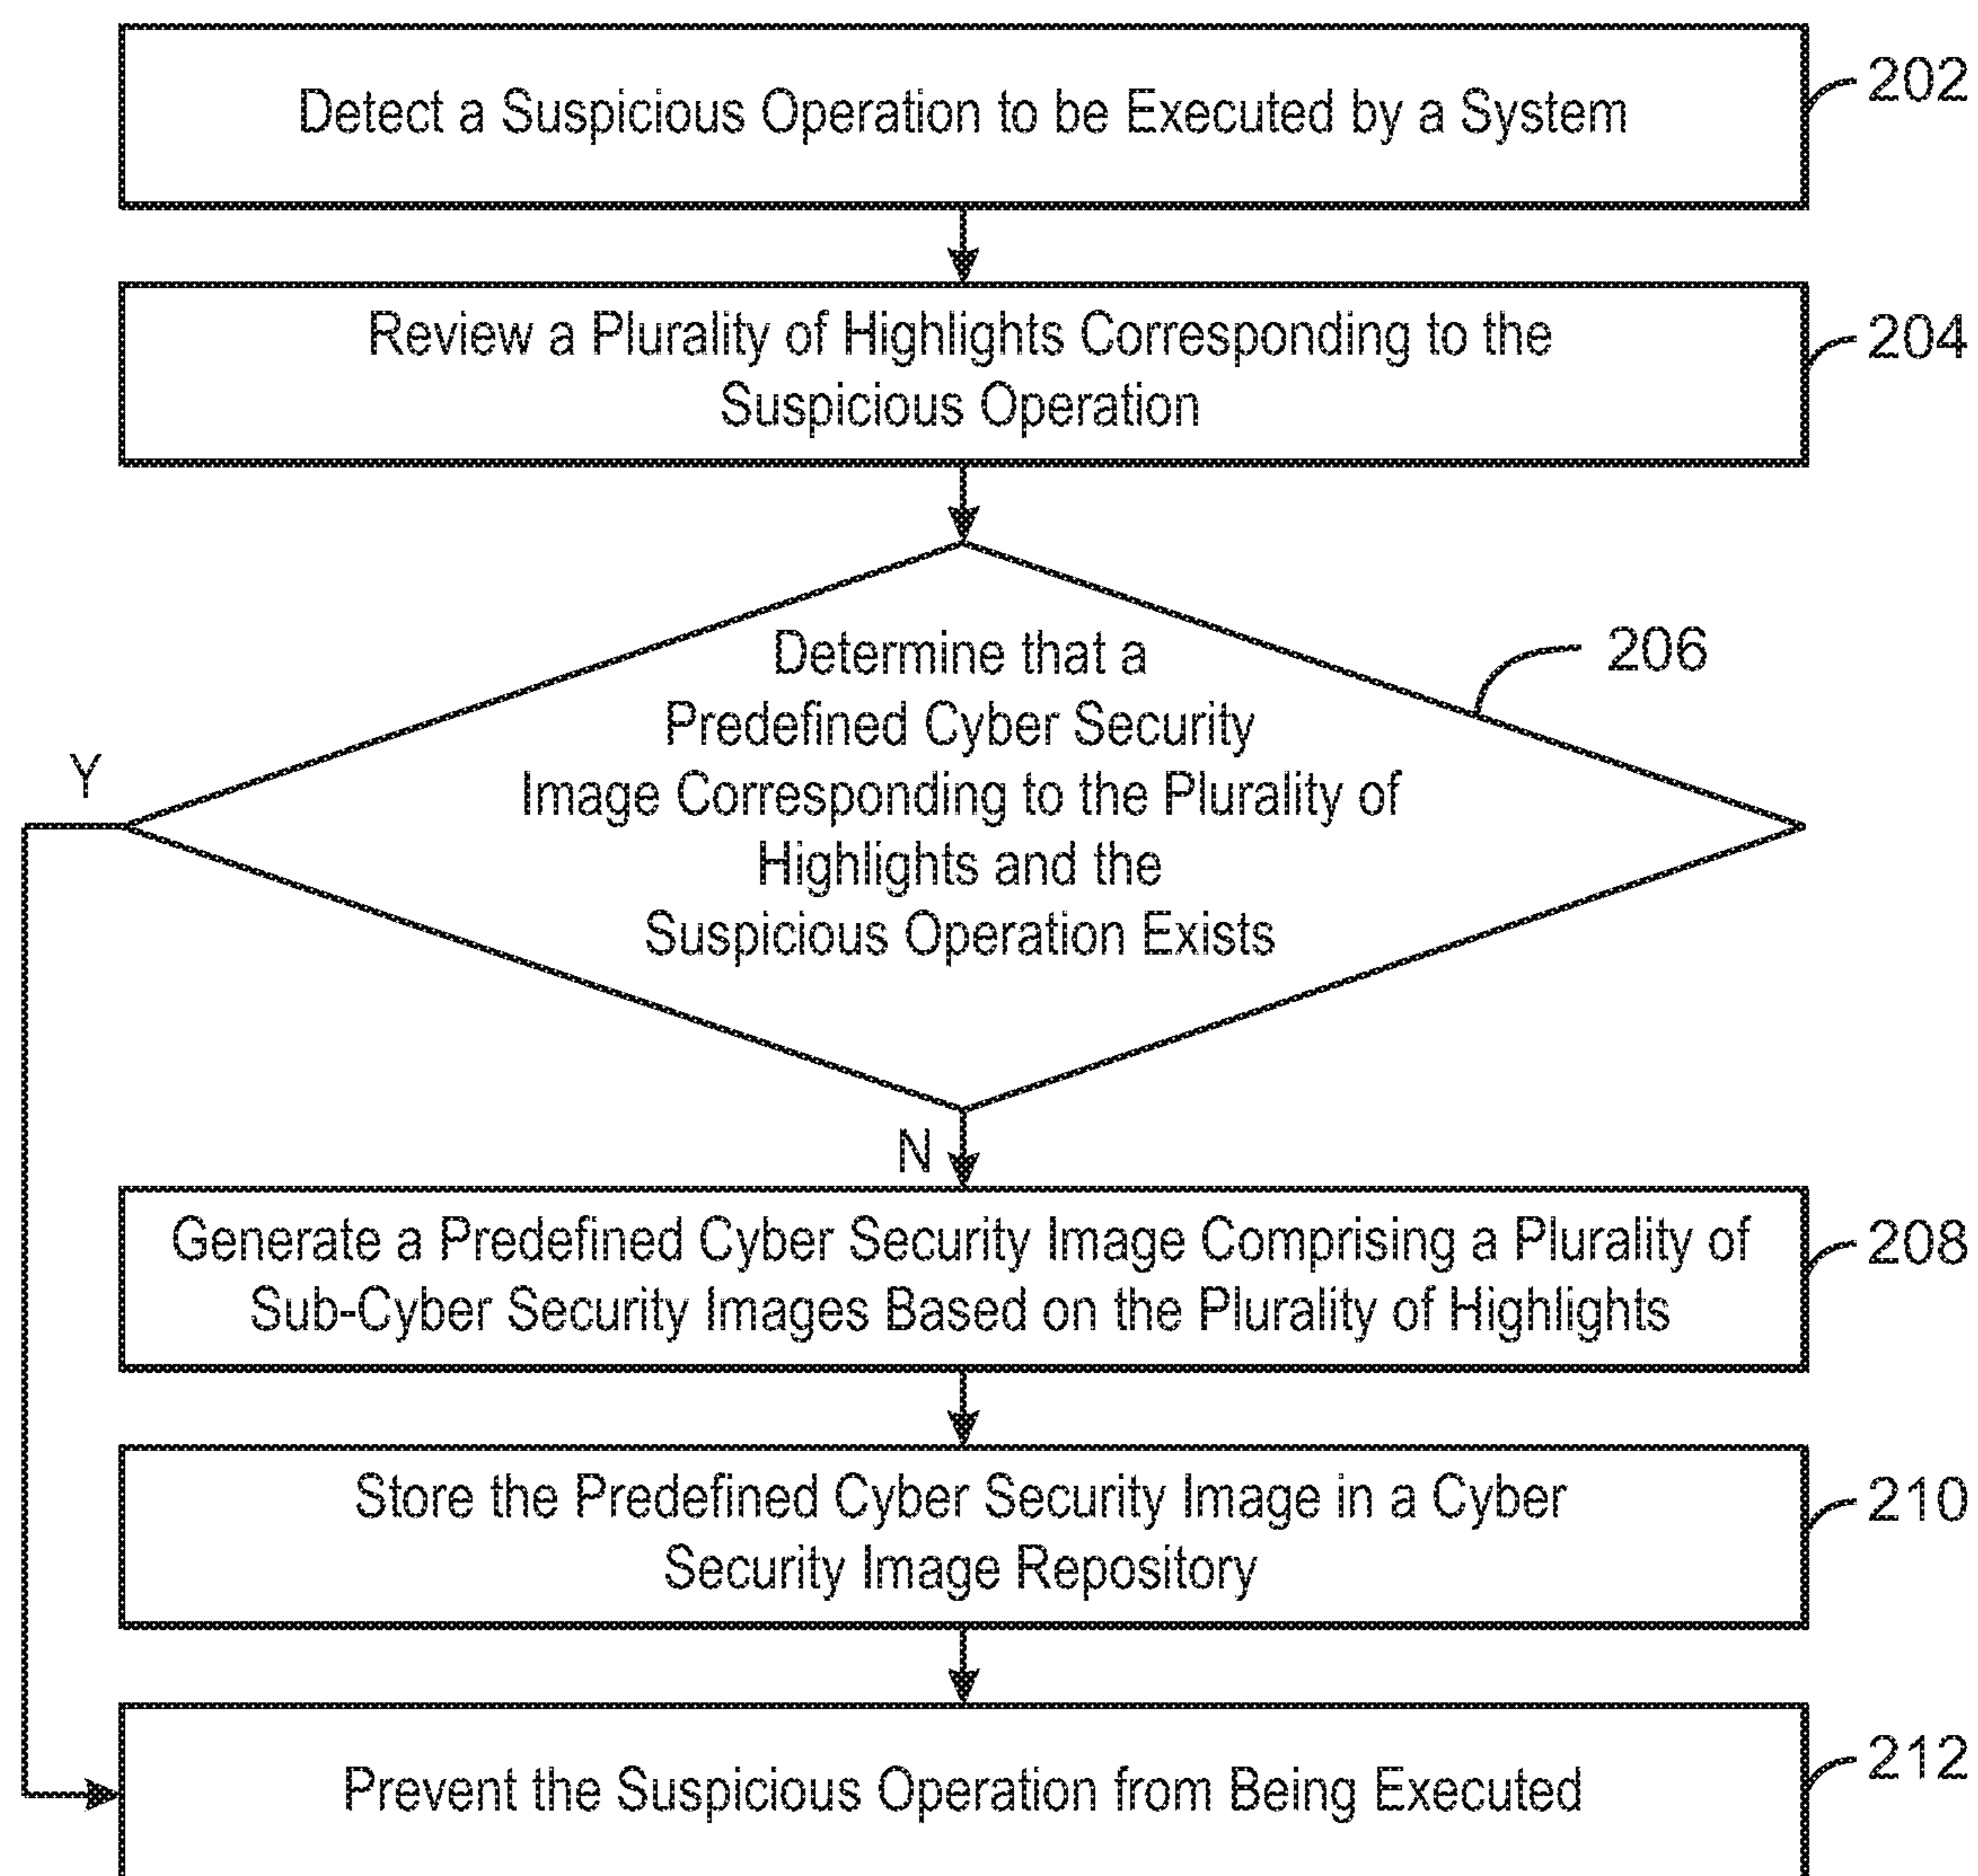 Detect a Suspicious Operation to be Executed by a System
202
Review a Plurality of Highlights Corresponding to the
Suspicious Operation
204
Determine that a
Predefined Cyber Security
Image Corresponding to the Plurality of
Highlights and the
Suspicious Operation Exists
206
Y
N
Generate a Predefined Cyber Security Image Comprising a Plurality of
Sub-Cyber Security Images Based on the Plurality of Highlights
208
Store the Predefined Cyber Security Image in a Cyber
Security Image Repository
210
Prevent the Suspicious Operation from Being Executed
212